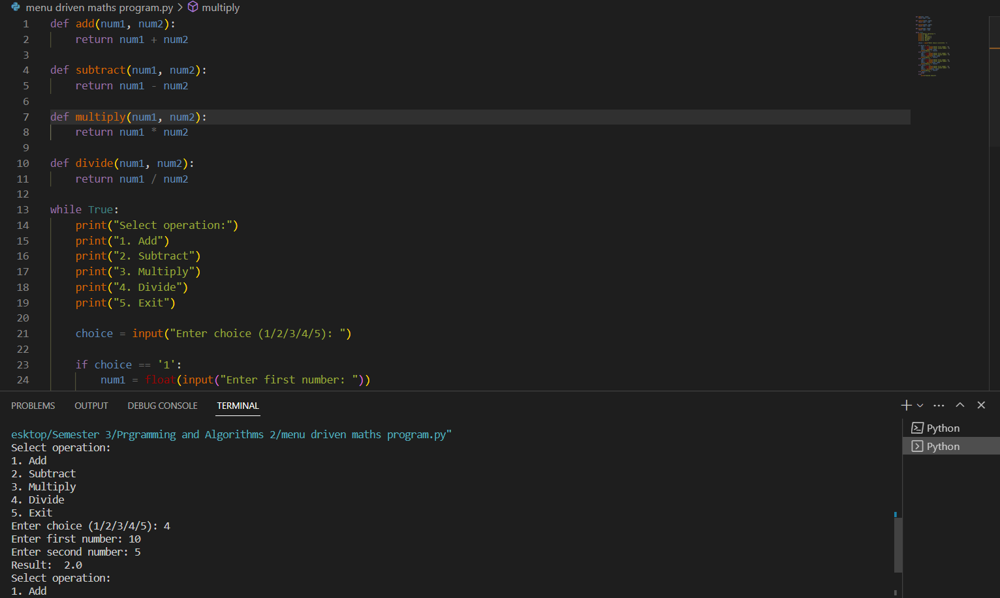 menu driven maths program.py > multiply
1 def add(num1, num2):
2 return num1 + num2
3
4 def subtract(num1, num2):
5 return num1 - num2
6
7 def multiply(num1, num2):
8 return num1 * num2
9
10 def divide(num1, num2):
11 return num1 / num2
12
13 while True:
14 print("Select operation:")
15 print("1. Add")
16 print("2. Subtract")
17 print("3. Multiply")
18 print("4. Divide")
19 print("5. Exit")
20
21 choice = input("Enter choice (1/2/3/4/5): ")
22
23 if choice == '1':
24 num1 = float(input("Enter first number: "))
PROBLEMS OUTPUT DEBUG CONSOLE TERMINAL
esktop/Semester 3/Prgramming and Algorithms 2/menu driven maths program.py"
Select operation:
1. Add
2. Subtract
3. Multiply
4. Divide
5. Exit
Enter choice (1/2/3/4/5): 4
Enter first number: 10
Enter second number: 5
Result:  2.0
Select operation:
1. Add
Python
Python